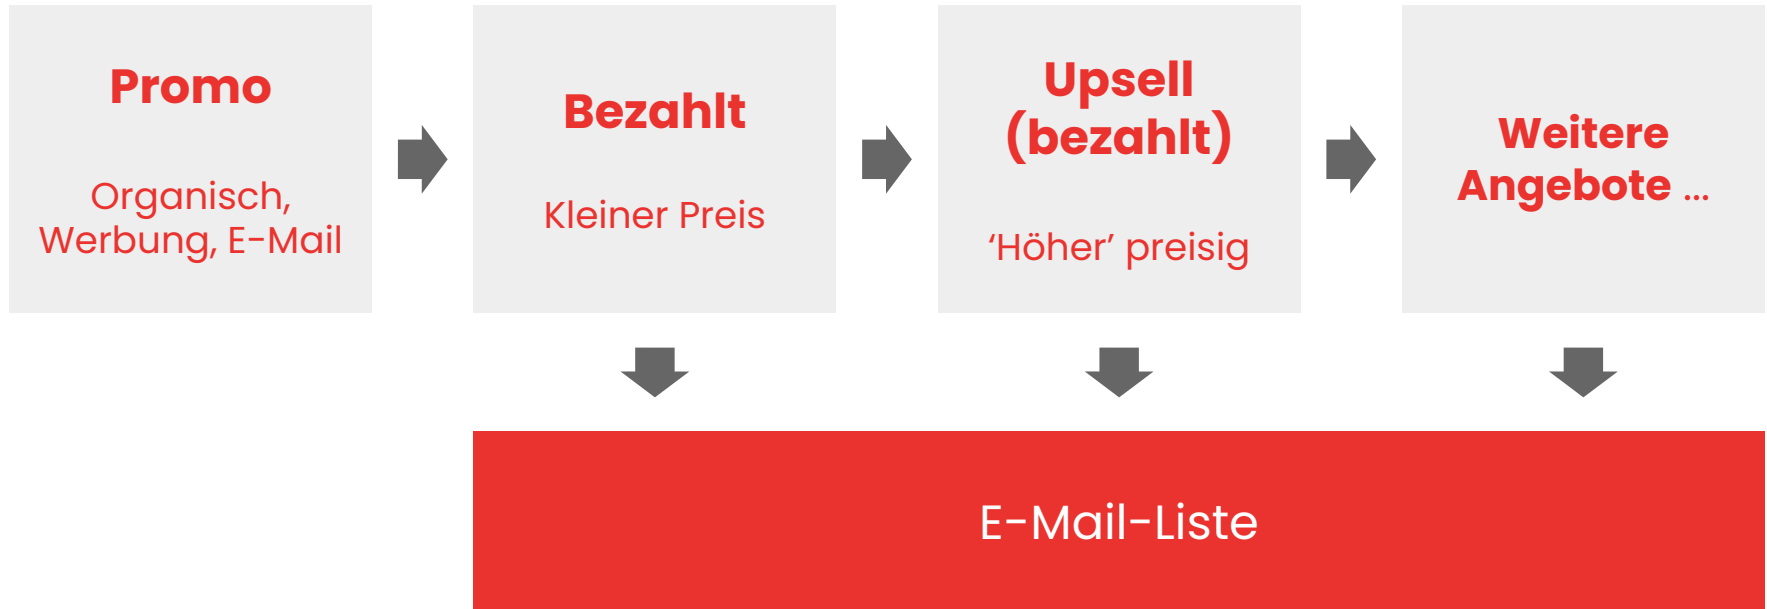 Promo
Organisch,
Werbung, E-Mail
Bezahlt
Kleiner Preis
Upsell
(bezahlt)
‘Höher’ preisig
Weitere
Angebote ...
E-Mail-Liste